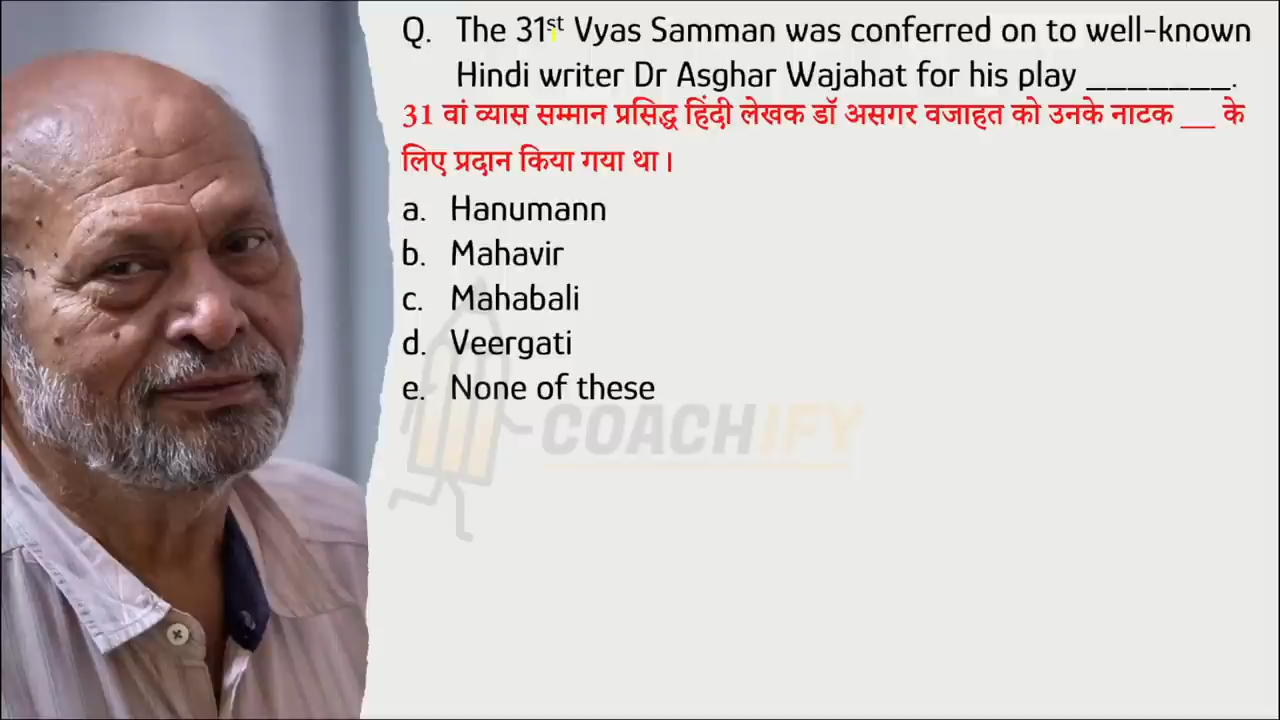 Q. The 31st Vyas Samman was conferred on to well-known
Hindi writer Dr Asghar Wajahat for his play ________.
31 वां व्यास सम्मान प्रसिद्ध हिंदी लेखक डॉ असगर वजाहत को उनके नाटक __ के
लिए प्रदान किया गया था।
a. Hanumann
b. Mahavir
c. Mahabali
d. Veergati
e. None of these
COACHIFY